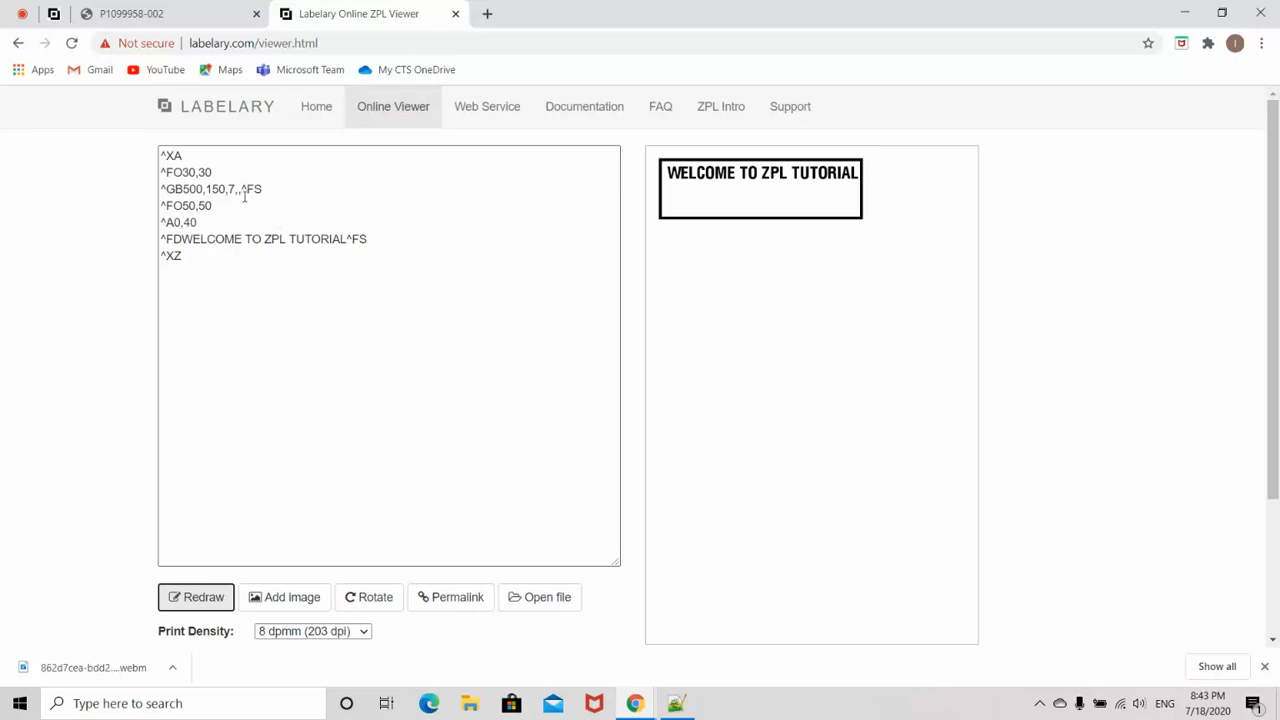 P1099958-002
Labelary Online ZPL Viewer
Not secure
labelary.com/viewer.html
I
Apps
Gmail
YouTube
Maps
Microsoft Team
My CTS OneDrive
LABELARY
Home
Online Viewer
Web Service
Documentation
FAQ
ZPL Intro
Support
^XA
^FO30,30
^GB500,150,7,,^FS
^FO50,50
^A0,40
^FDWELCOME TO ZPL TUTORIAL^FS
^XZ
WELCOME TO ZPL TUTORIAL
Redraw
Add image
Rotate
Permalink
Open file
Print Density:
8 dpmm (203 dpi)
862d7cea-bdd2....webm
Show all
Type here to search
ENG
8:43 PM
7/18/2020
1